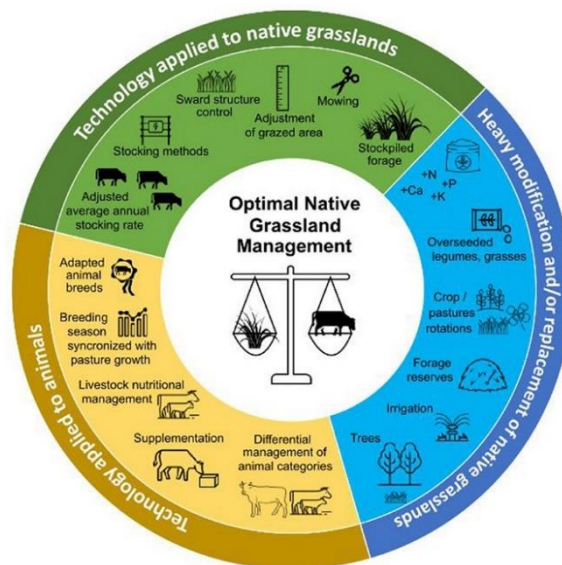 Technology applied to native grasslands
Sward structure
control
Adjustment
of grazed area
Mowing
Stockpiled
forage
Stocking methods
Adjusted
average annual
stocking rate
Heavy modification and/or replacement of native grasslands
+N
+P
+Ca
+K
Overseeded
legumes, grasses
Crop /
pastures
rotations
Forage
reserves
Irrigation
Trees
Technology applied to animals
Adapted
animal
breeds
Breeding
season
syncronized with
pasture growth
Livestock nutritional
management
Supplementation
Differential
management of
animal categories
Optimal Native
Grassland
Management